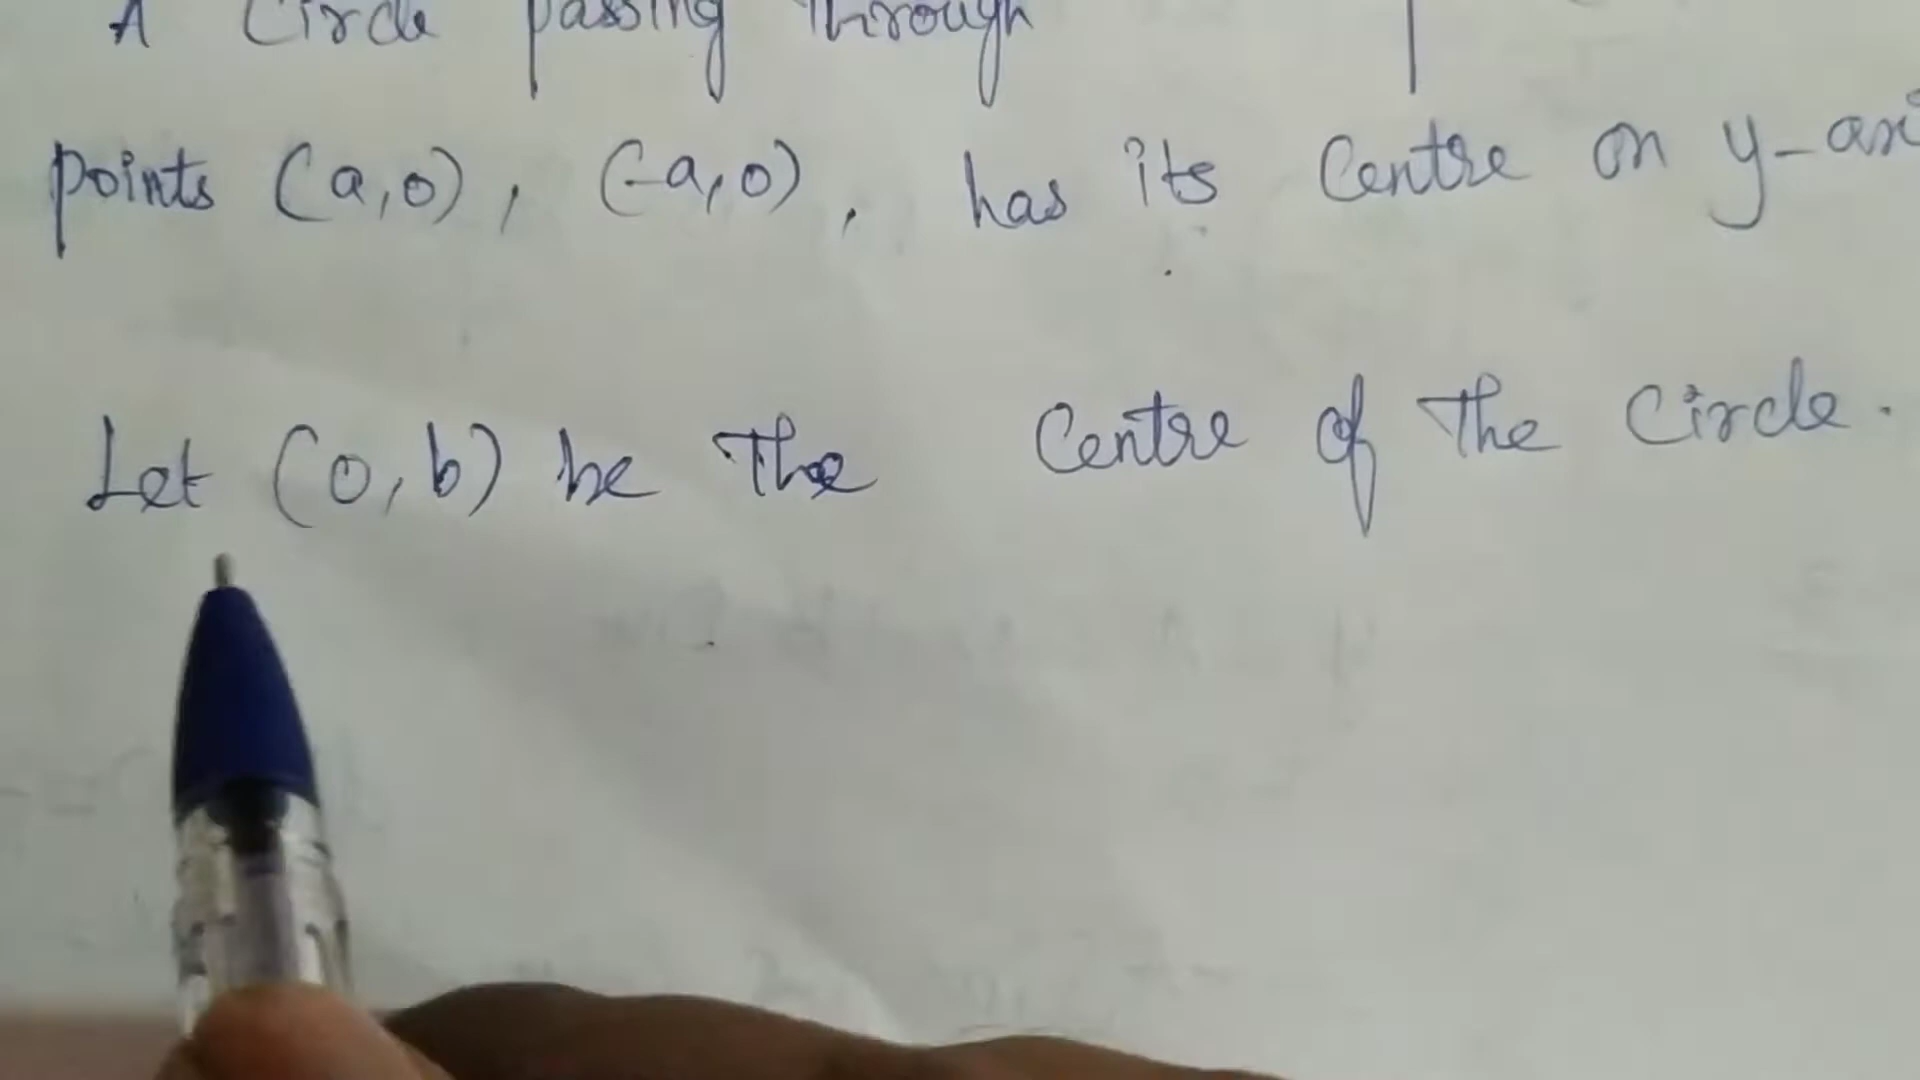 A Circle passing through
points (a,0), (-a,0), has its Centre on y-axi
Let (0,b) be the Centre of the Circle.